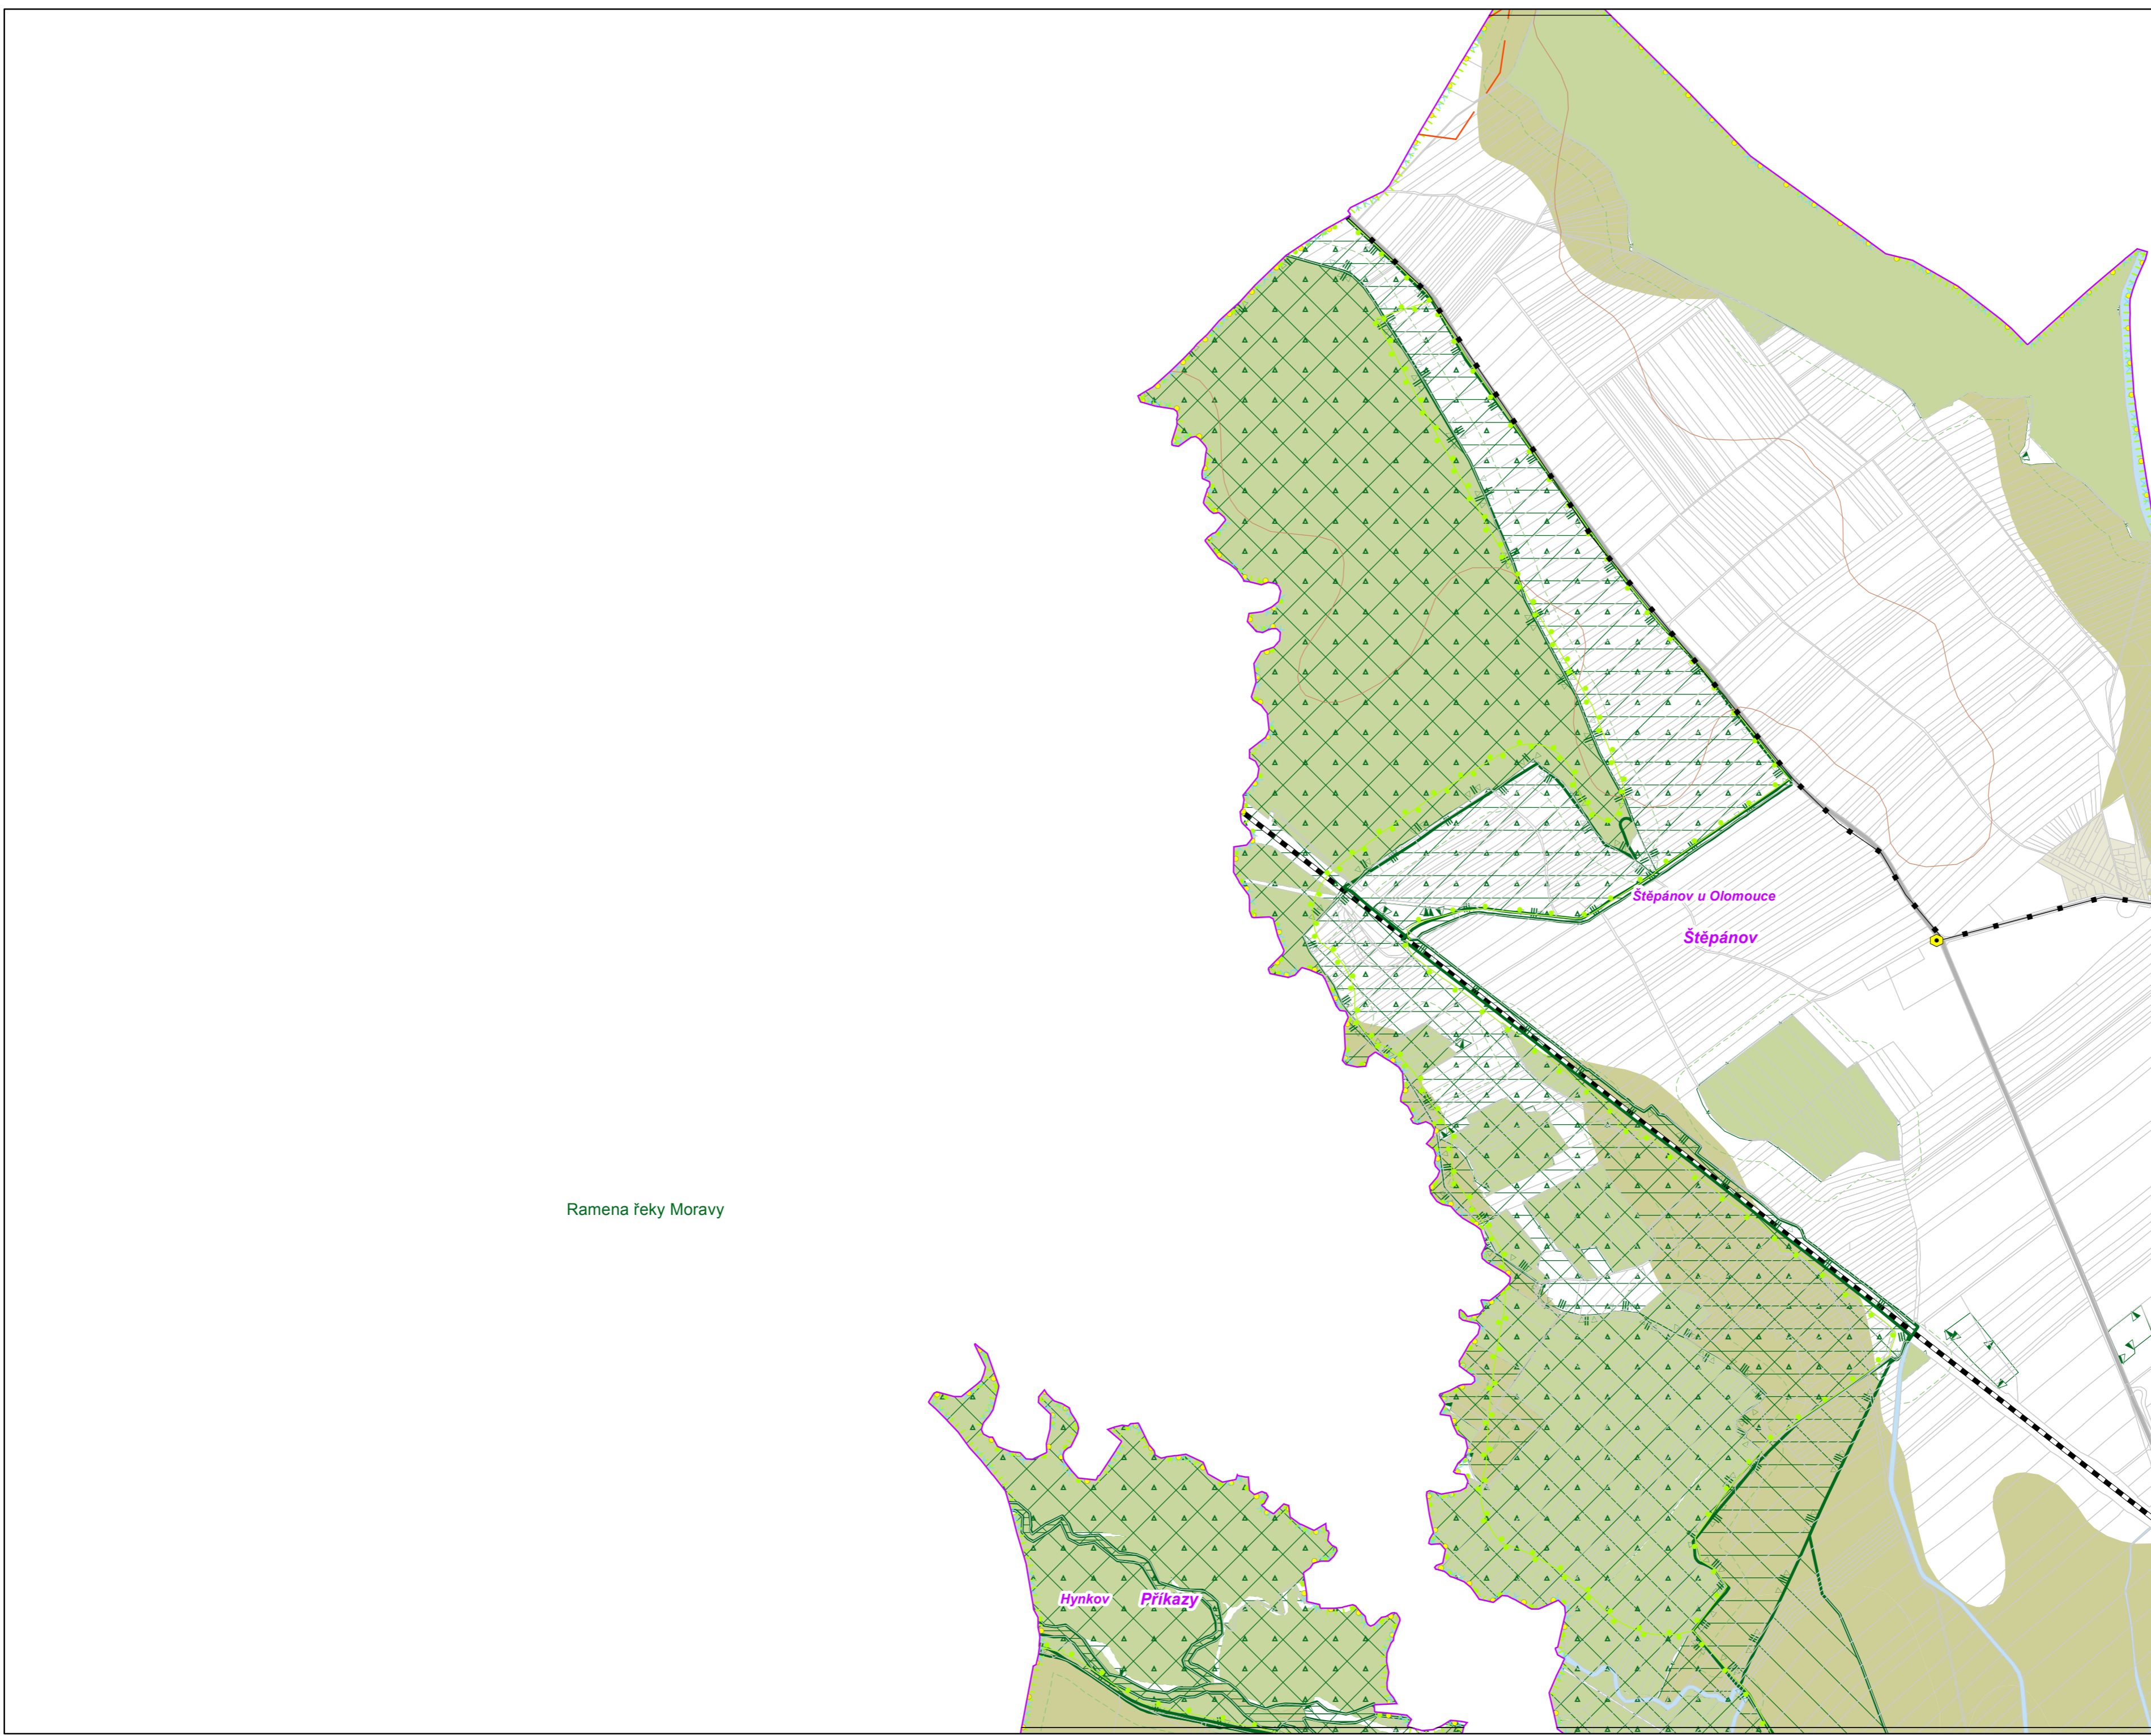 Štěpánov u Olomouce
Štěpánov
Ramena řeky Moravy
Hynkov
Příkazy